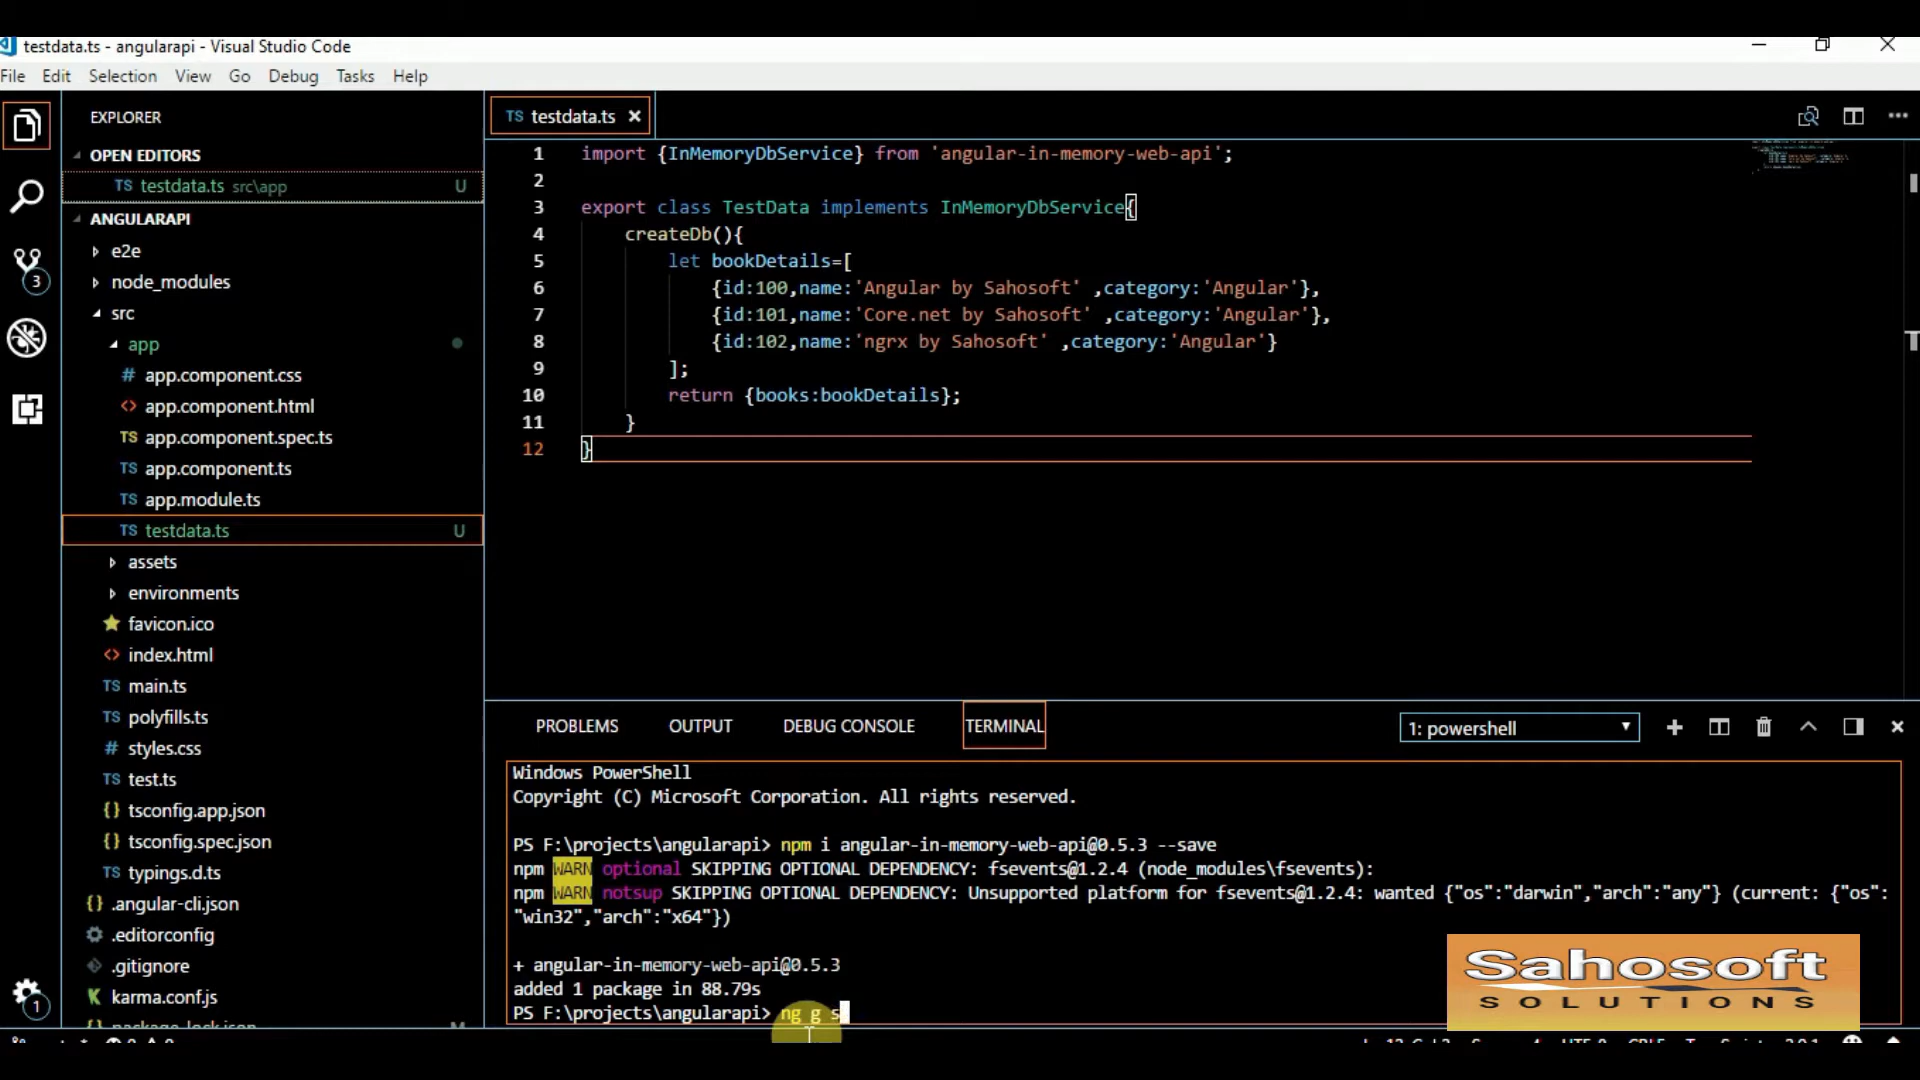 testdata.ts - angularapi - Visual Studio Code
File Edit Selection View Go Debug Tasks Help
EXPLORER
OPEN EDITORS
TS testdata.ts src\app U
ANGULARAPI
e2e
node_modules
src
app
# app.component.css
<> app.component.html
TS app.component.spec.ts
TS app.component.ts
TS app.module.ts
TS testdata.ts U
assets
environments
favicon.ico
<> index.html
TS main.ts
TS polyfills.ts
# styles.css
TS test.ts
{} tsconfig.app.json
{} tsconfig.spec.json
TS typings.d.ts
{} .angular-cli.json
.editorconfig
.gitignore
K karma.conf.js
3
1
TS testdata.ts ×
1 import {InMemoryDbService} from 'angular-in-memory-web-api';
2
3 export class TestData implements InMemoryDbService{
4 createDb(){
5 let bookDetails=[
6 {id:100,name:'Angular by Sahosoft' ,category:'Angular'},
7 {id:101,name:'Core.net by Sahosoft' ,category:'Angular'},
8 {id:102,name:'ngrx by Sahosoft' ,category:'Angular'}
9 ];
10 return {books:bookDetails};
11 }
12 }
PROBLEMS OUTPUT DEBUG CONSOLE TERMINAL 1: powershell
Windows PowerShell
Copyright (C) Microsoft Corporation. All rights reserved.
PS F:\projects\angularapi> npm i angular-in-memory-web-api@0.5.3 --save
npm WARN optional SKIPPING OPTIONAL DEPENDENCY: fsevents@1.2.4 (node_modules\fsevents):
npm WARN notsup SKIPPING OPTIONAL DEPENDENCY: Unsupported platform for fsevents@1.2.4: wanted {"os":"darwin","arch":"any"} (current: {"os":
"win32","arch":"x64"})
+ angular-in-memory-web-api@0.5.3
added 1 package in 88.79s
PS F:\projects\angularapi> ng g s
Sahosoft
SOLUTIONS